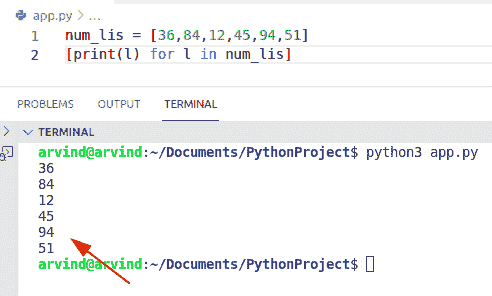 app.py > ...
1 num_lis = [36,84,12,45,94,51]
2 [print(l) for l in num_lis]
PROBLEMS OUTPUT TERMINAL
TERMINAL
arvind@arvind:~/Documents/PythonProject$ python3 app.py
36
84
12
45
94
51
arvind@arvind:~/Documents/PythonProject$